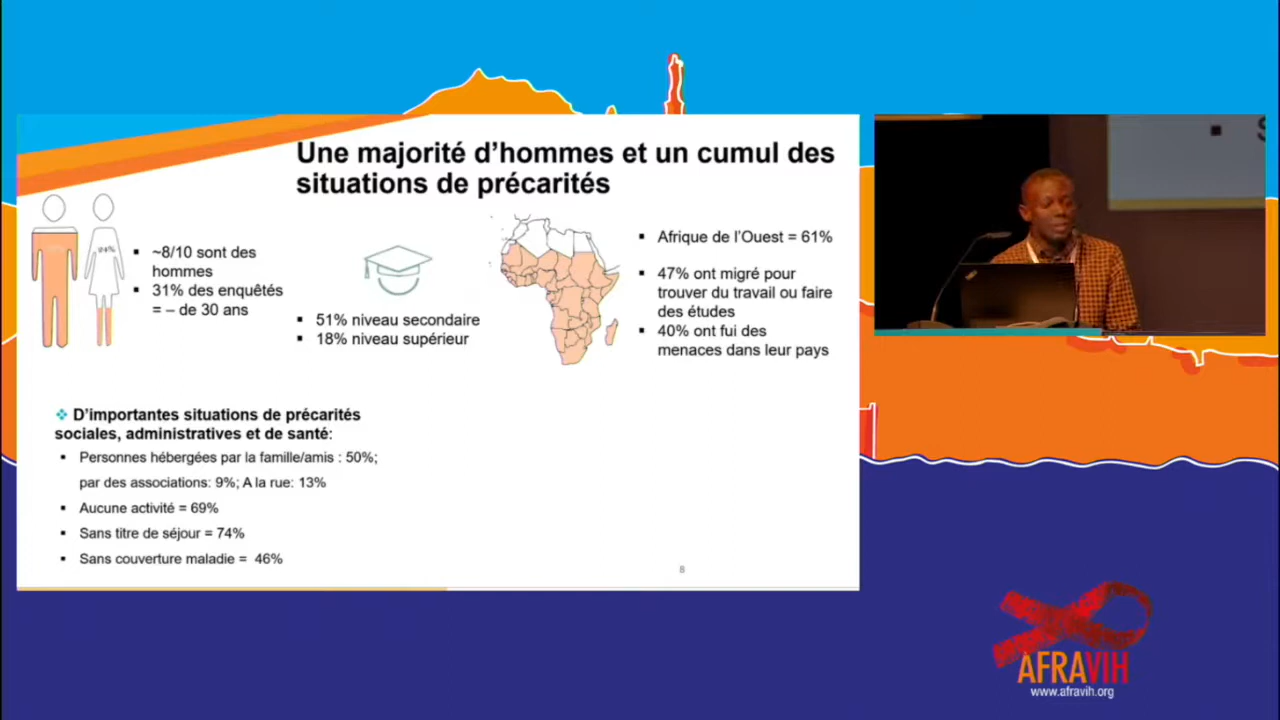 Une majorité d’hommes et un cumul des
situations de précarités
~8/10 sont des
hommes
31% des enquêtés
= – de 30 ans
51% niveau secondaire
18% niveau supérieur
Afrique de l’Ouest = 61%
47% ont migré pour
trouver du travail ou faire
des études
40% ont fui des
menaces dans leur pays
D’importantes situations de précarités
sociales, administratives et de santé:
Personnes hébergées par la famille/amis : 50%;
par des associations: 9%; A la rue: 13%
Aucune activité = 69%
Sans titre de séjour = 74%
Sans couverture maladie = 46%
8
AFRAVIH
www.afravih.org